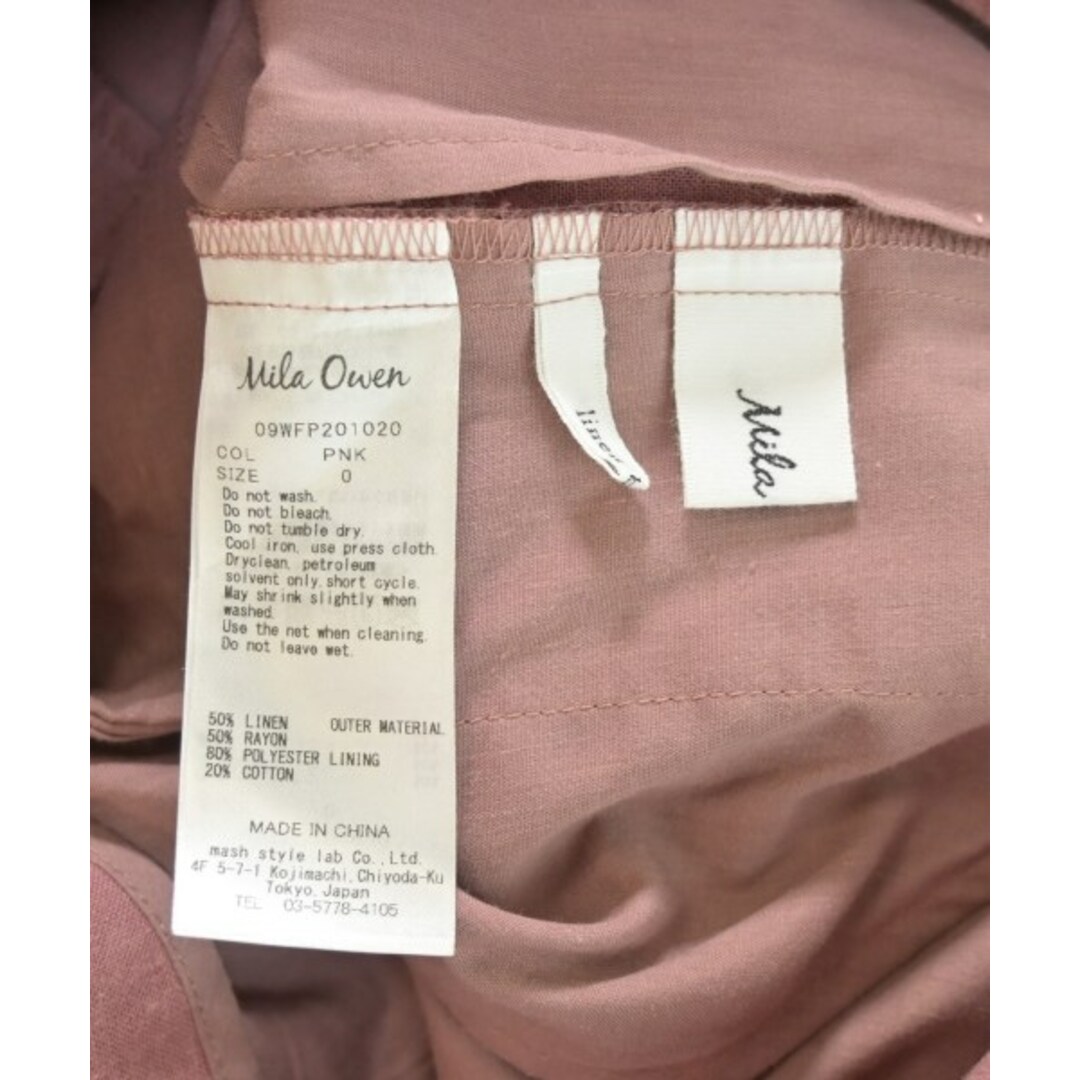 Mila Owen
09WFP201020
COL PNK
SIZE 0
Do not wash.
Do not bleach.
Do not tumble dry.
Cool iron, use press cloth.
Dryclean, petroleum
solvent only, short cycle.
May shrink slightly when
washed.
Use the net when cleaning.
Do not leave wet.
50% LINEN OUTER MATERIAL
50% RAYON
80% POLYESTER LINING
20% COTTON
MADE IN CHINA
mash style lab Co.,Ltd.
4F 5-7-1 Kojimachi, Chiyoda-Ku
Tokyo, Japan
TEL 03-5778-4105
linen
Mila